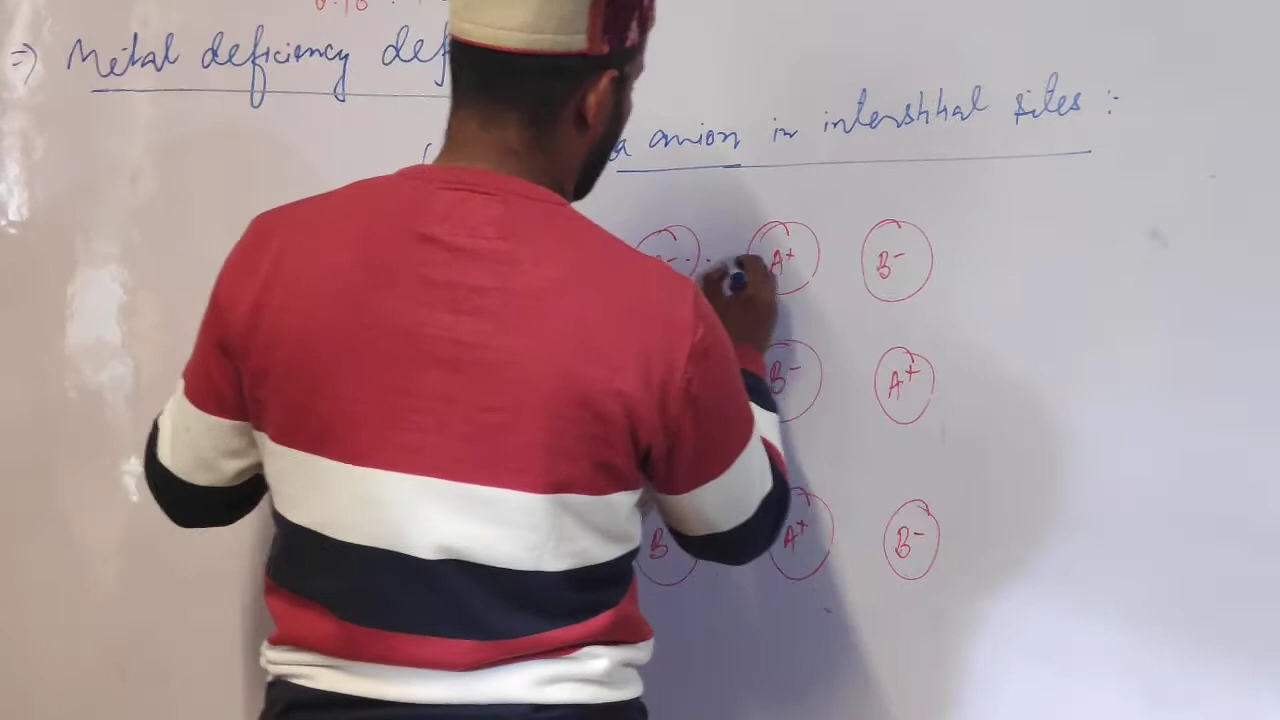 ⇒ Metal deficiency def
a anion in interstitial sites :
A⁺ B⁻
B⁻ A⁺
B A⁺ B⁻